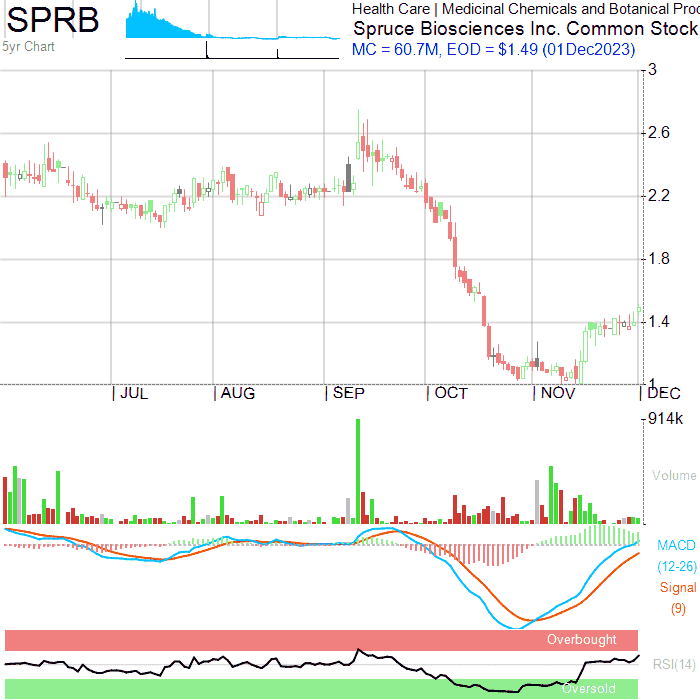 SPRB
5yr Chart
Health Care | Medicinal Chemicals and Botanical Proc
Spruce Biosciences Inc. Common Stock
MC = 60.7M, EOD = $1.49 (01Dec2023)
3
2.6
2.2
1.8
1.4
1
JUL
AUG
SEP
OCT
NOV
DEC
914k
Volume
MACD
(12-26)
Signal
(9)
Overbought
RSI(14)
Oversold